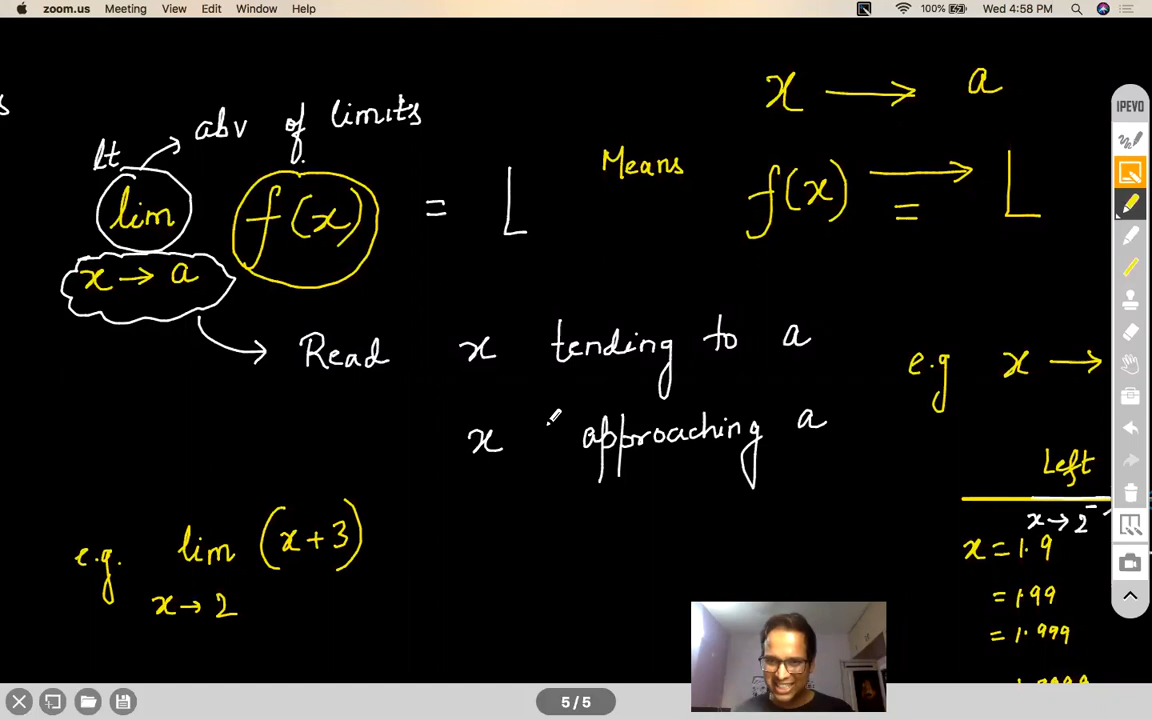 zoom.us Meeting View Edit Window Help 100% Wed 4:58 PM
x → a
lt abv of limits
lim f(x) = L
x → a
Means f(x) → = L
Read x tending to a
x approaching a
e.g x →
Left
x → 2⁻
x = 1.9
= 1.99
= 1.999
e.g. lim (x + 3)
x → 2
IPEVO
5/5